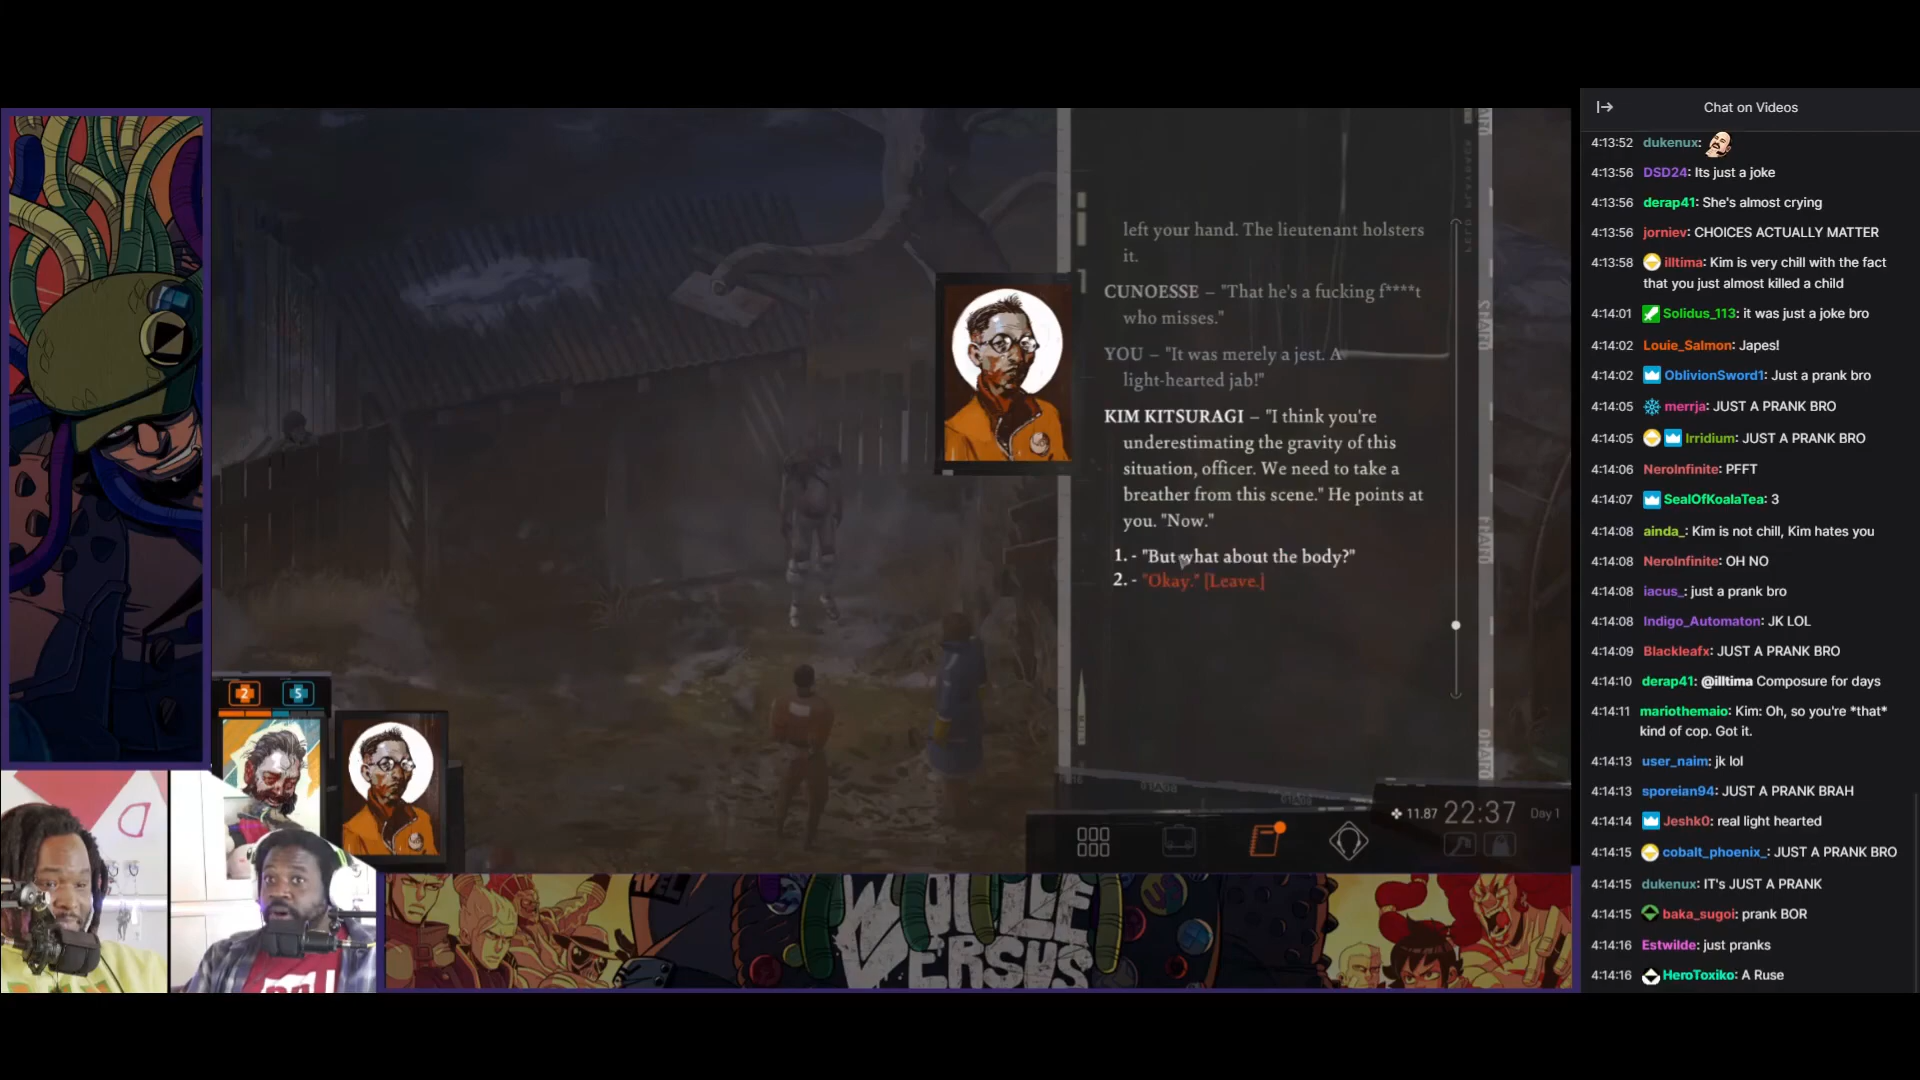 left your hand. The lieutenant holsters
it.
CUNOESSE – "That he's a fucking f****t
who misses."
YOU – "It was merely a jest. A
light-hearted jab!"
KIM KITSURAGI – "I think you're
underestimating the gravity of this
situation, officer. We need to take a
breather from this scene." He points at
you. "Now."
1. - "But what about the body?"
2. - "Okay." [Leave.]
2 5
11.87 22:37 Day 1
WOOLIE
VERSUS
Chat on Videos
4:13:52 dukenux:
4:13:56 DSD24: Its just a joke
4:13:56 derap41: She's almost crying
4:13:56 jorniev: CHOICES ACTUALLY MATTER
4:13:58 illtima: Kim is very chill with the fact
that you just almost killed a child
4:14:01 Solidus_113: it was just a joke bro
4:14:02 Louie_Salmon: Japes!
4:14:02 OblivionSword1: Just a prank bro
4:14:05 merrja: JUST A PRANK BRO
4:14:05 Irridium: JUST A PRANK BRO
4:14:06 NeroInfinite: PFFT
4:14:07 SealOfKoalaTea: 3
4:14:08 ainda_: Kim is not chill, Kim hates you
4:14:08 NeroInfinite: OH NO
4:14:08 iacus_: just a prank bro
4:14:08 Indigo_Automaton: JK LOL
4:14:09 Blackleafx: JUST A PRANK BRO
4:14:10 derap41: @illtima Composure for days
4:14:11 mariothemaio: Kim: Oh, so you're *that*
kind of cop. Got it.
4:14:13 user_naim: jk lol
4:14:13 sporeian94: JUST A PRANK BRAH
4:14:14 Jeshk0: real light hearted
4:14:15 cobalt_phoenix_: JUST A PRANK BRO
4:14:15 dukenux: IT's JUST A PRANK
4:14:15 baka_sugoi: prank BOR
4:14:16 Estwilde: just pranks
4:14:16 HeroToxiko: A Ruse